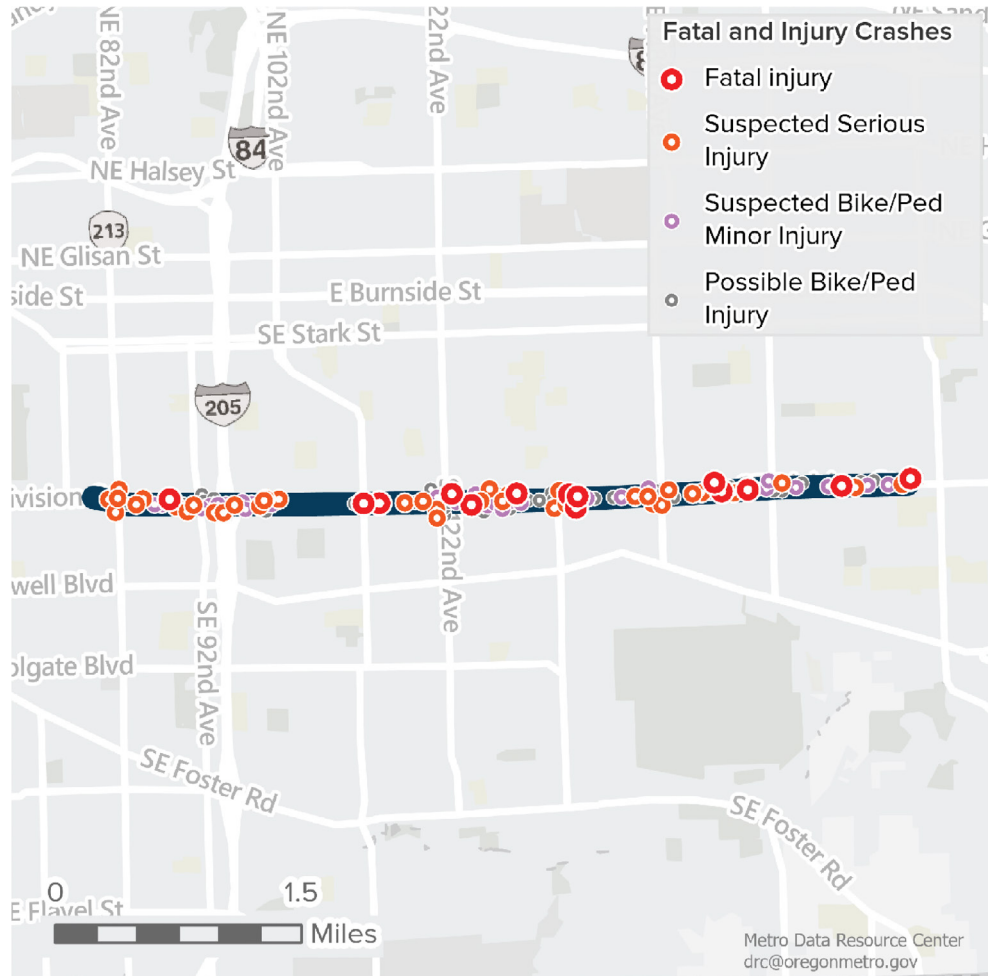 NE 82nd Ave
NE 102nd Ave
22nd Ave
Fatal and Injury Crashes
Fatal injury
Suspected Serious
Injury
Suspected Bike/Ped
Minor Injury
Possible Bike/Ped
Injury
84
NE Halsey St
213
NE Glisan St
side St
E Burnside St
SE Stark St
205
ivision
122nd Ave
well Blvd
SE 92nd Ave
olgate Blvd
SE Foster Rd
SE Foster Rd
0
1.5
E Flavel St
Miles
Metro Data Resource Center
drc@oregonmetro.gov